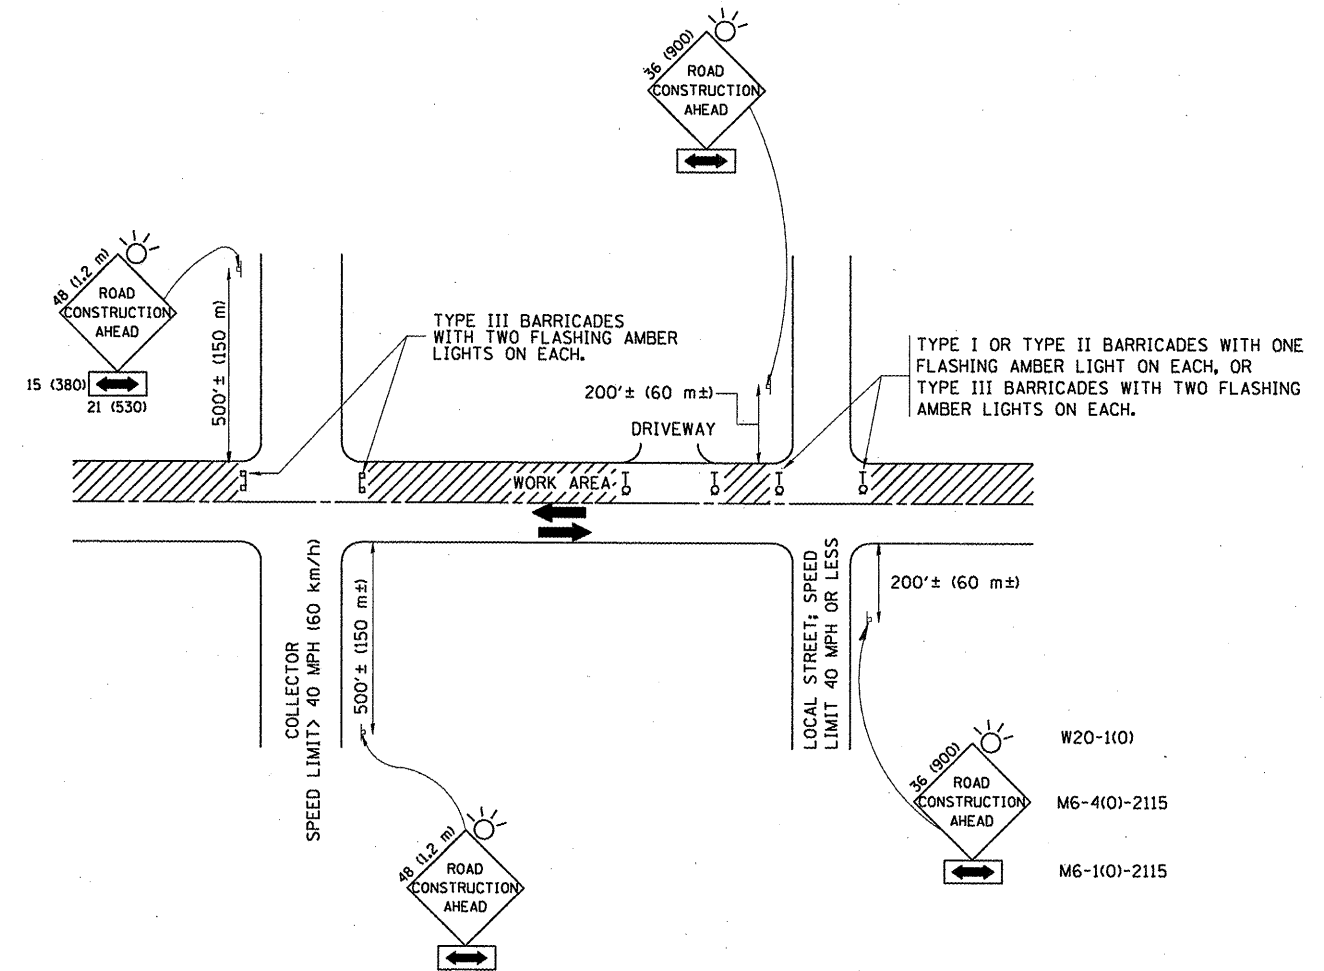 36 (900)
ROAD
CONSTRUCTION
AHEAD
48 (1.2 m)
ROAD
CONSTRUCTION
AHEAD
15 (380)
21 (530)
500'± (150 m)
TYPE III BARRICADES
WITH TWO FLASHING AMBER
LIGHTS ON EACH.
200'± (60 m±)
DRIVEWAY
TYPE I OR TYPE II BARRICADES WITH ONE
FLASHING AMBER LIGHT ON EACH, OR
TYPE III BARRICADES WITH TWO FLASHING
AMBER LIGHTS ON EACH.
WORK AREA
COLLECTOR
SPEED LIMIT> 40 MPH (60 km/h)
500'± (150 m±)
LOCAL STREET; SPEED
LIMIT 40 MPH OR LESS
200'± (60 m±)
48 (1.2 m)
ROAD
CONSTRUCTION
AHEAD
36 (900)
ROAD
CONSTRUCTION
AHEAD
W20-1(O)
M6-4(O)-2115
M6-1(O)-2115